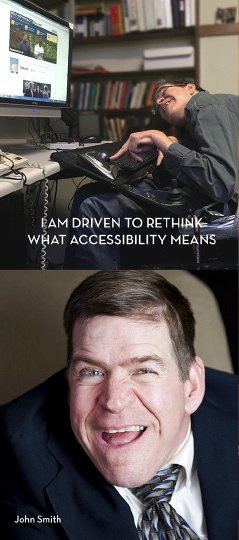 I AM DRIVEN TO RETHINK
WHAT ACCESSIBILITY MEANS
John Smith